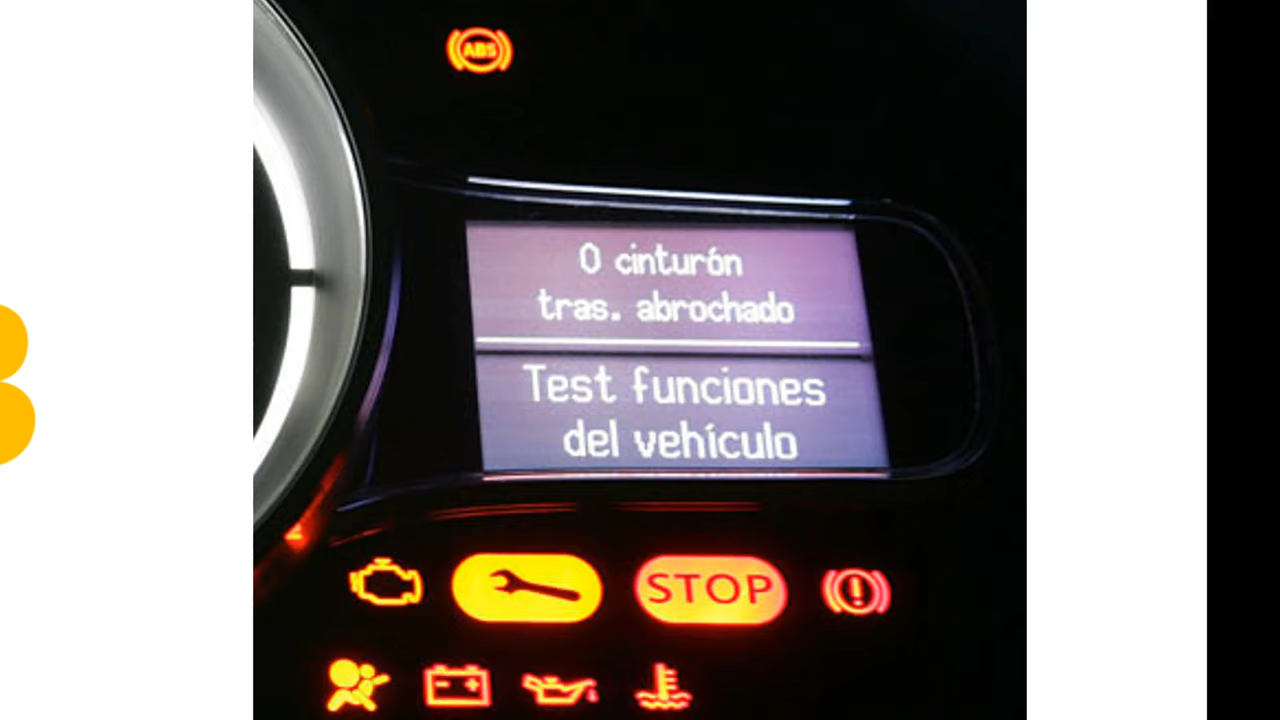 ABS
0 cinturón
tras. abrochado
Test funciones
del vehículo
STOP